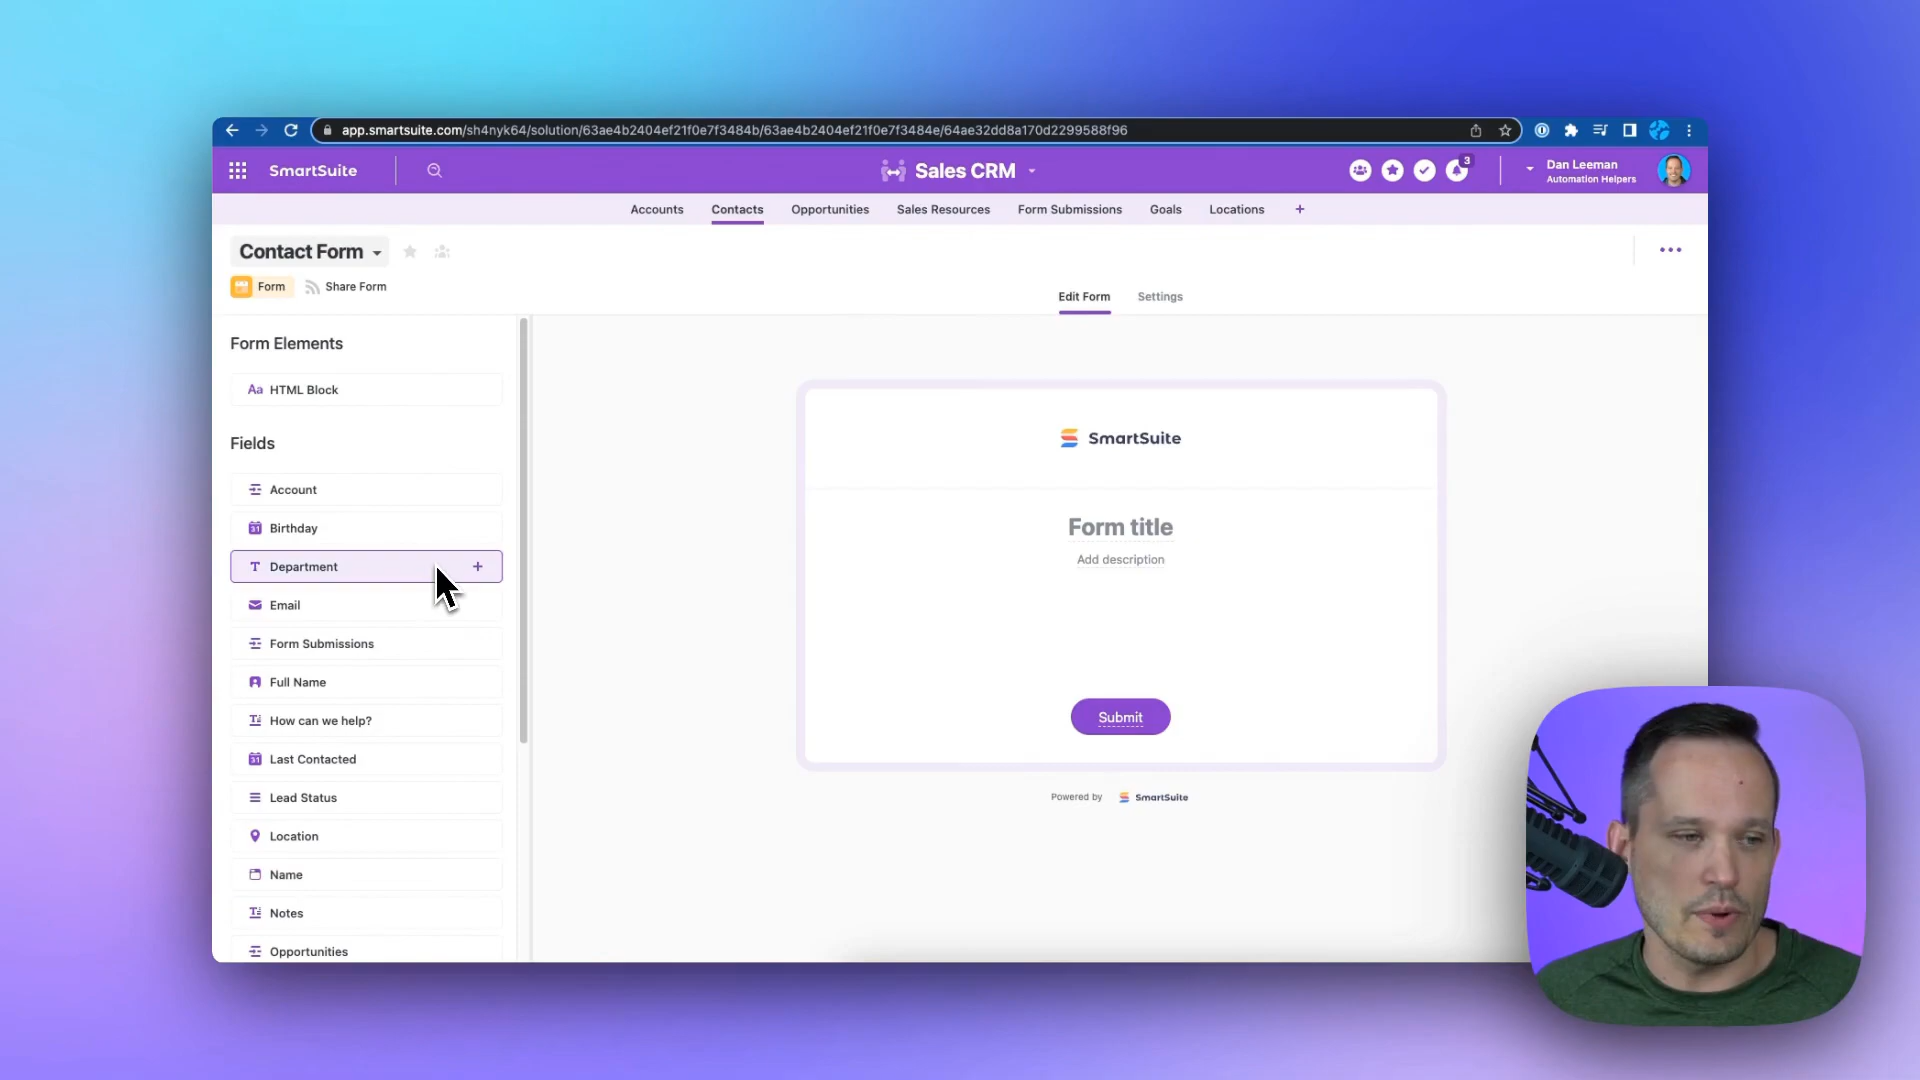 app.smartsuite.com/sh4nyk64/solution/63ae4b2404ef21f0e7f3484b/63ae4b2404ef21f0e7f3484e/64ae32dd8a170d2299588f96
SmartSuite
Sales CRM
3
Dan Leeman
Automation Helpers
Accounts
Contacts
Opportunities
Sales Resources
Form Submissions
Goals
Locations
+
Contact Form
Form
Share Form
Edit Form
Settings
Form Elements
Aa HTML Block
Fields
Account
31 Birthday
T Department +
Email
Form Submissions
Full Name
How can we help?
31 Last Contacted
Lead Status
Location
Name
Notes
Opportunities
SmartSuite
Form title
Add description
Submit
Powered by SmartSuite